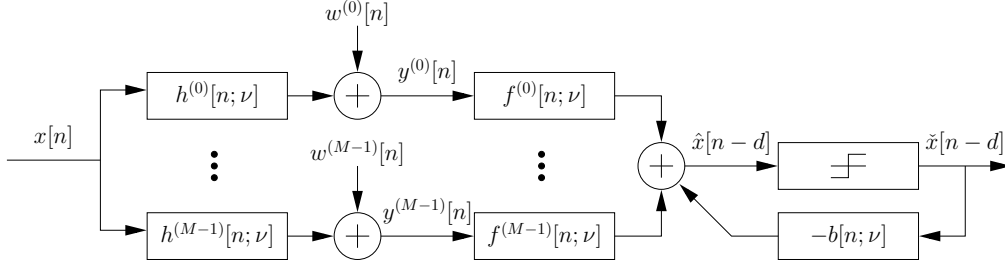 w^{(0)}[n]
h^{(0)}[n; ν]
y^{(0)}[n]
f^{(0)}[n; ν]
x[n]
w^{(M−1)}[n]
x̂[n − d]
x̌[n − d]
h^{(M−1)}[n; ν]
y^{(M−1)}[n]
f^{(M−1)}[n; ν]
−b[n; ν]